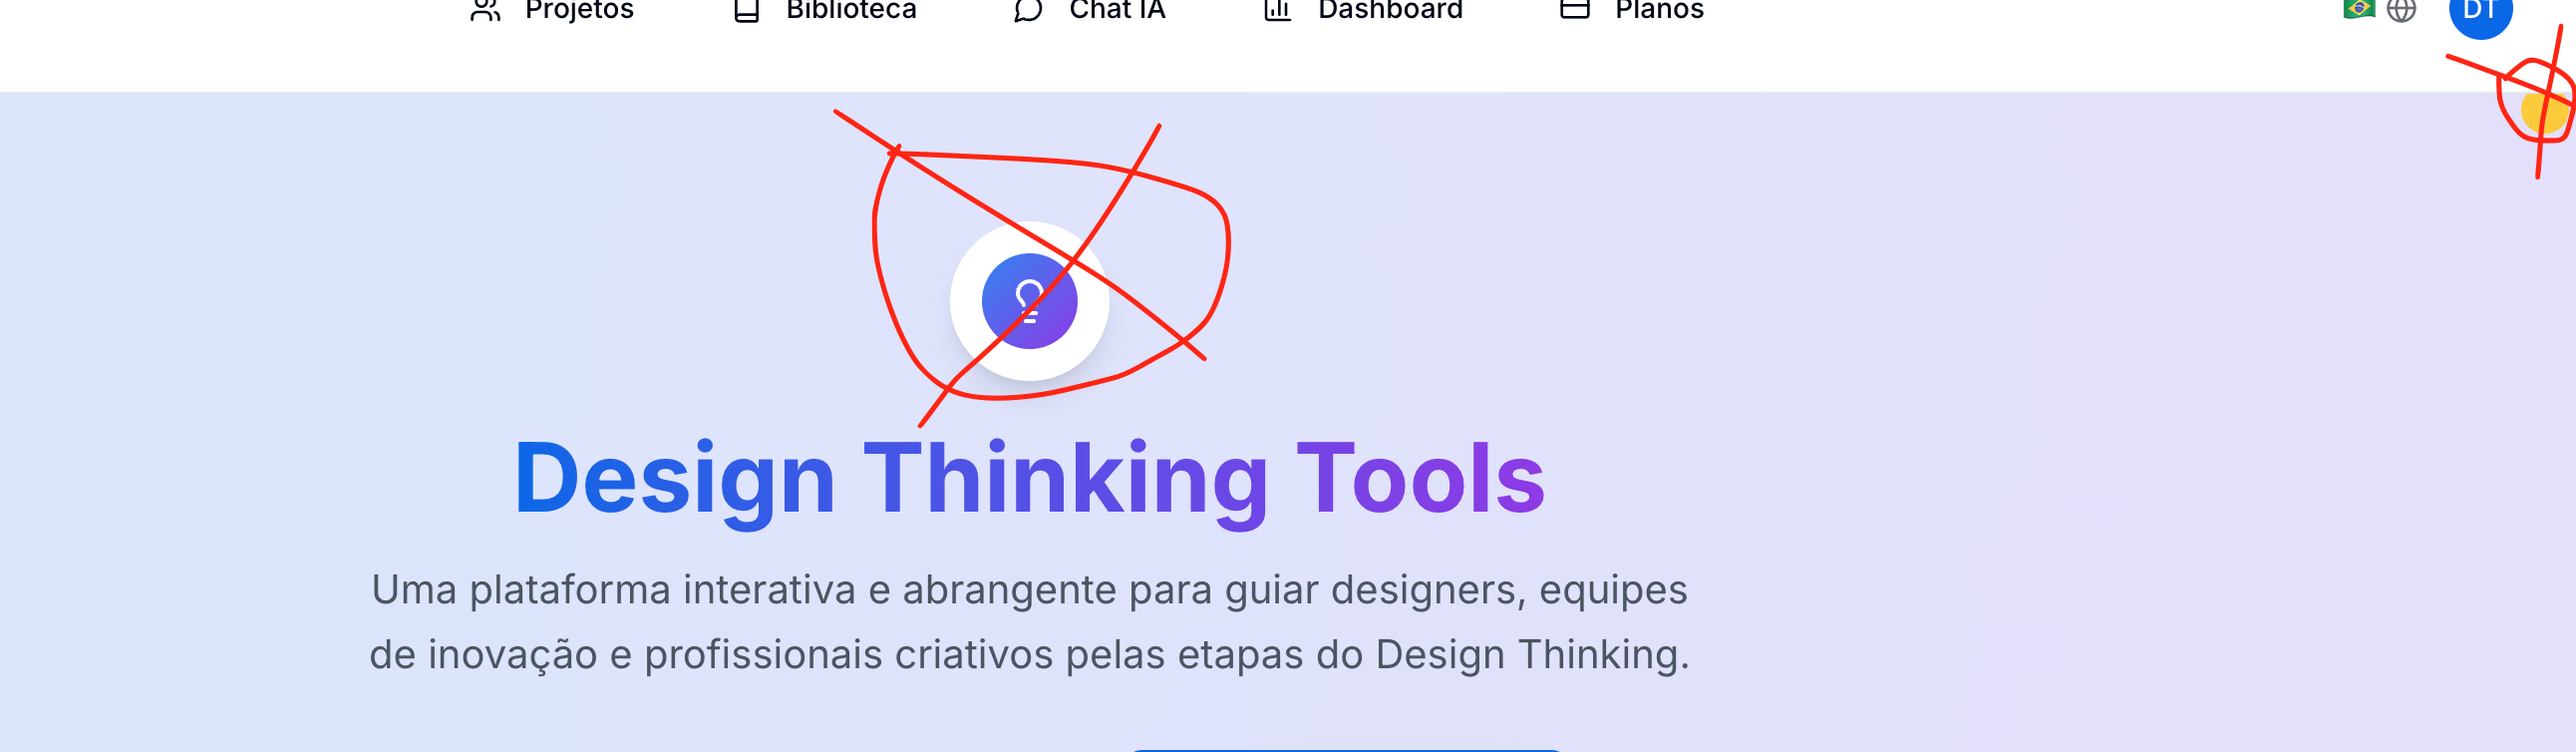 Projetos Biblioteca Chat IA Dashboard Planos DT
Design Thinking Tools
Uma plataforma interativa e abrangente para guiar designers, equipes
de inovação e profissionais criativos pelas etapas do Design Thinking.